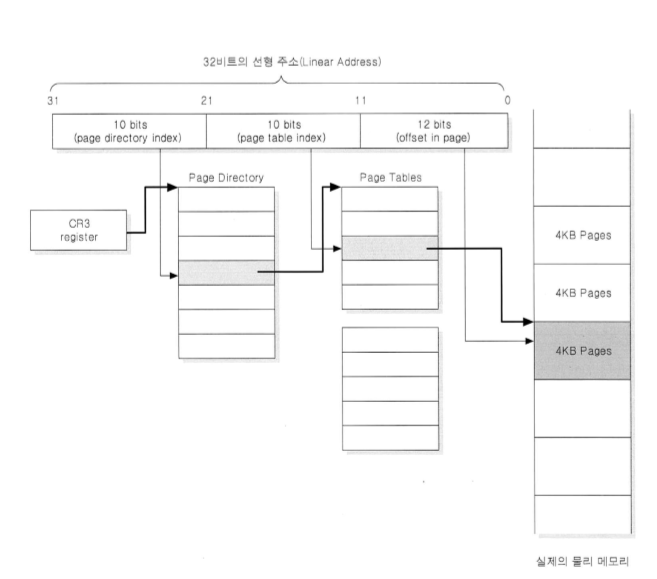 32비트의 선형 주소(Linear Address)
31
21
11
0
10 bits
(page directory index)
10 bits
(page table index)
12 bits
(offset in page)
Page Directory
Page Tables
CR3
register
4KB Pages
4KB Pages
4KB Pages
실제의 물리 메모리